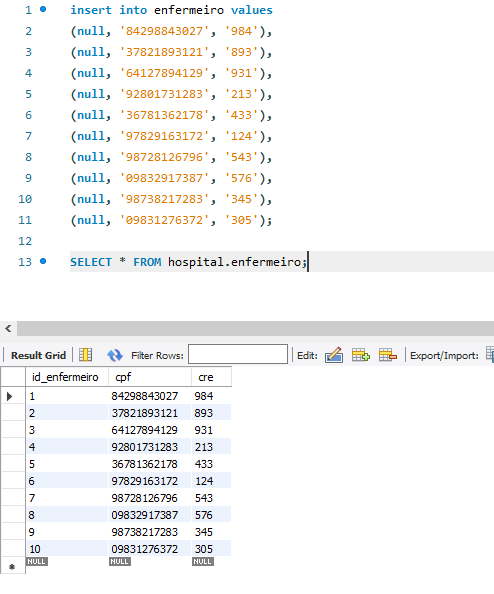 1 insert into enfermeiro values
2 (null, '84298843027', '984'),
3 (null, '37821893121', '893'),
4 (null, '64127894129', '931'),
5 (null, '92801731283', '213'),
6 (null, '36781362178', '433'),
7 (null, '97829163172', '124'),
8 (null, '98728126796', '543'),
9 (null, '09832917387', '576'),
10 (null, '98738217283', '345'),
11 (null, '09831276372', '305');
12
13 SELECT * FROM hospital.enfermeiro;
Result Grid Filter Rows: Edit: Export/Import:
id_enfermeiro cpf cre
1 84298843027 984
2 37821893121 893
3 64127894129 931
4 92801731283 213
5 36781362178 433
6 97829163172 124
7 98728126796 543
8 09832917387 576
9 98738217283 345
10 09831276372 305
NULL NULL NULL